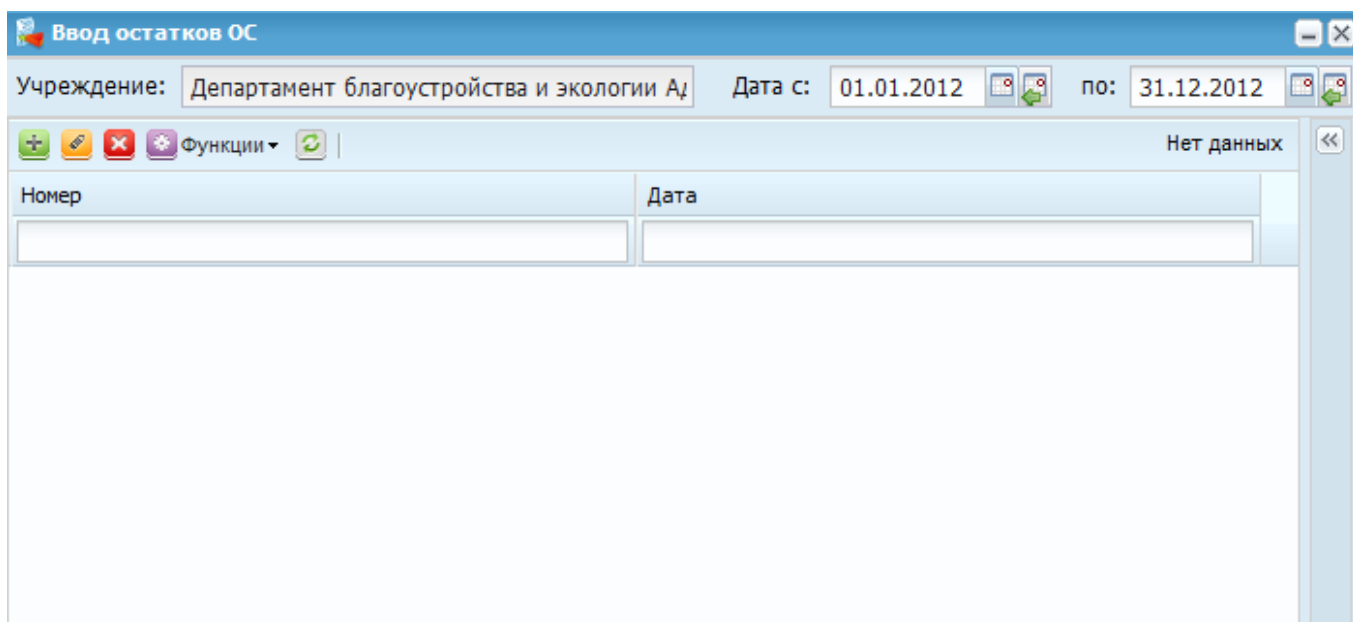 Ввод остатков ОС
Учреждение: Департамент благоустройства и экологии Ад Дата с: 01.01.2012 по: 31.12.2012
Функции Нет данных
Номер Дата